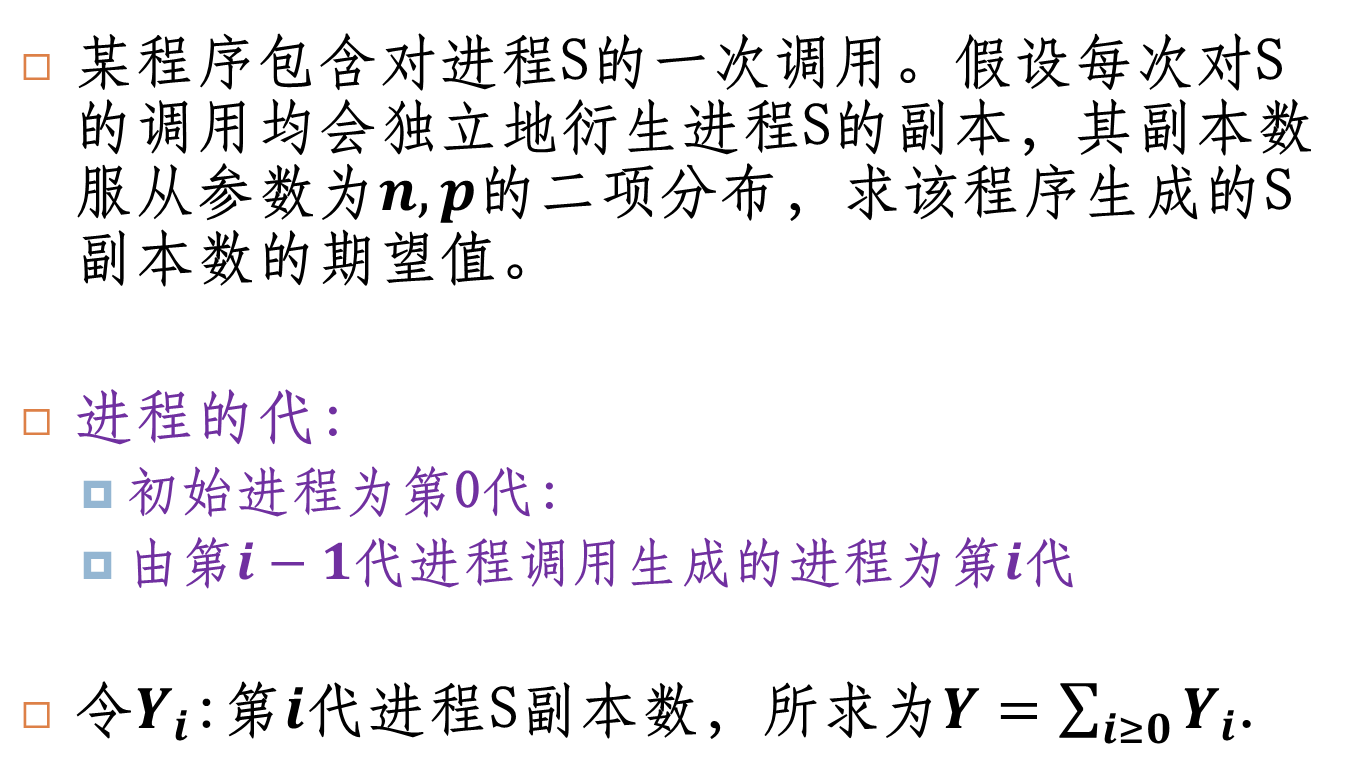 某程序包含对进程S的一次调用。假设每次对S
的调用均会独立地衍生进程S的副本，其副本数
服从参数为n,p的二项分布，求该程序生成的S
副本数的期望值。
进程的代：
初始进程为第0代：
由第i − 1代进程调用生成的进程为第i代
令Y_i:第i代进程S副本数，所求为Y = ∑_{i≥0} Y_i.